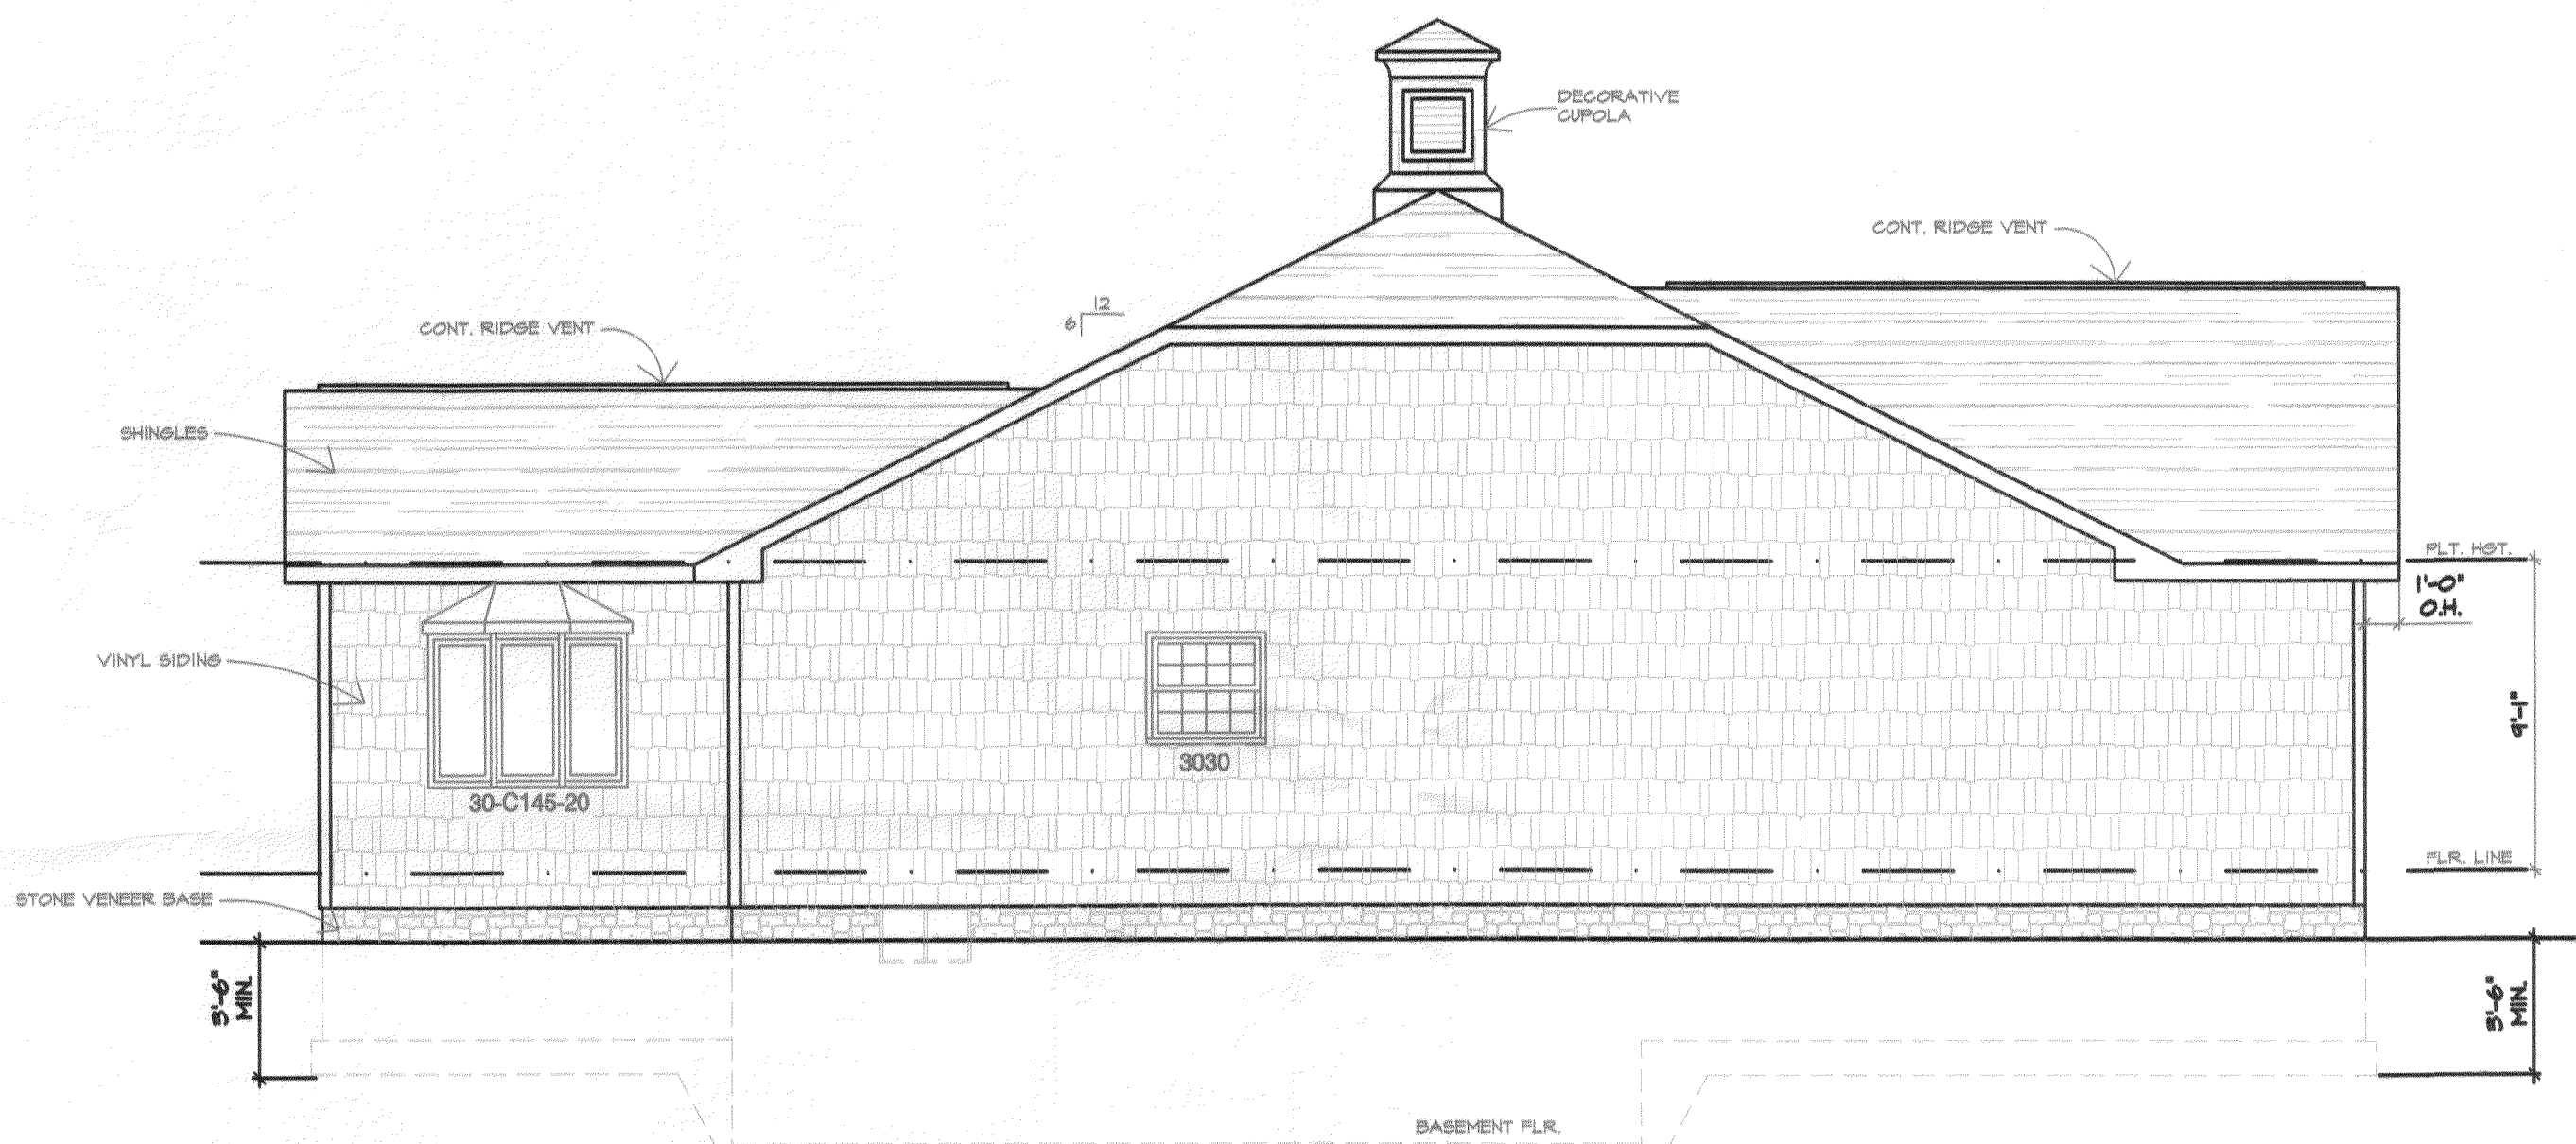 DECORATIVE
CUPOLA
CONT. RIDGE VENT
12
6
CONT. RIDGE VENT
SHINGLES
PLT. HGT.
1'-0"
O.H.
VINYL SIDING
9'-1"
3030
30-C145-20
FLR. LINE
STONE VENEER BASE
3'-6"
MIN.
3'-6"
MIN.
BASEMENT FLR.